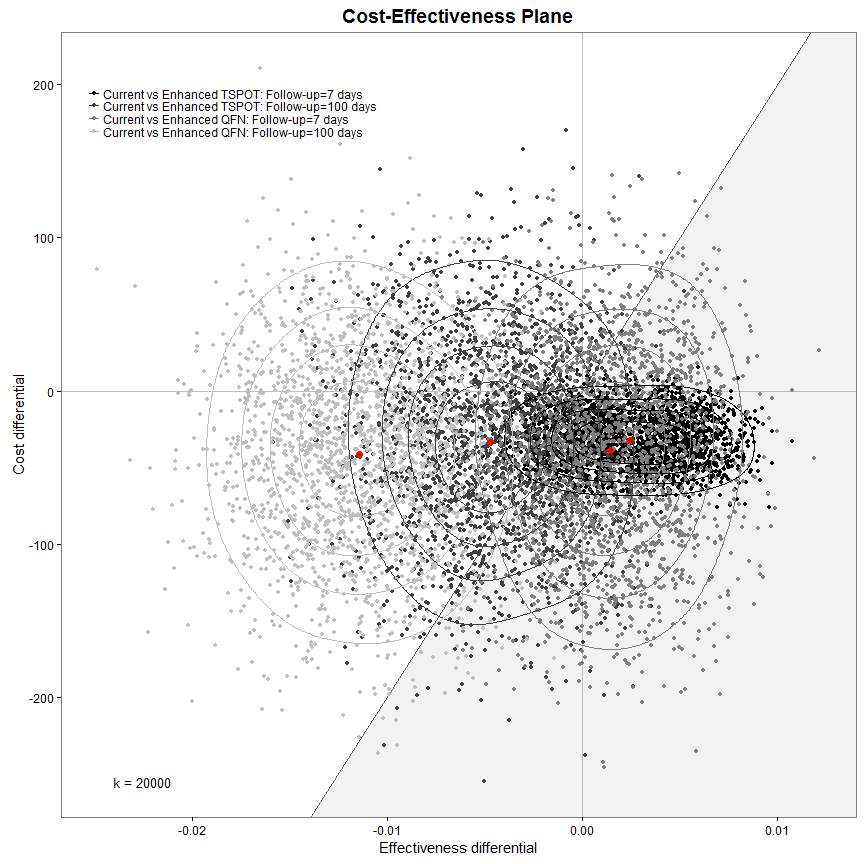 Cost-Effectiveness Plane
Current vs Enhanced TSPOT: Follow-up=7 days
Current vs Enhanced TSPOT: Follow-up=100 days
Current vs Enhanced QFN: Follow-up=7 days
Current vs Enhanced QFN: Follow-up=100 days
200
100
0
-100
-200
Cost differential
k = 20000
-0.02
-0.01
0.00
0.01
Effectiveness differential